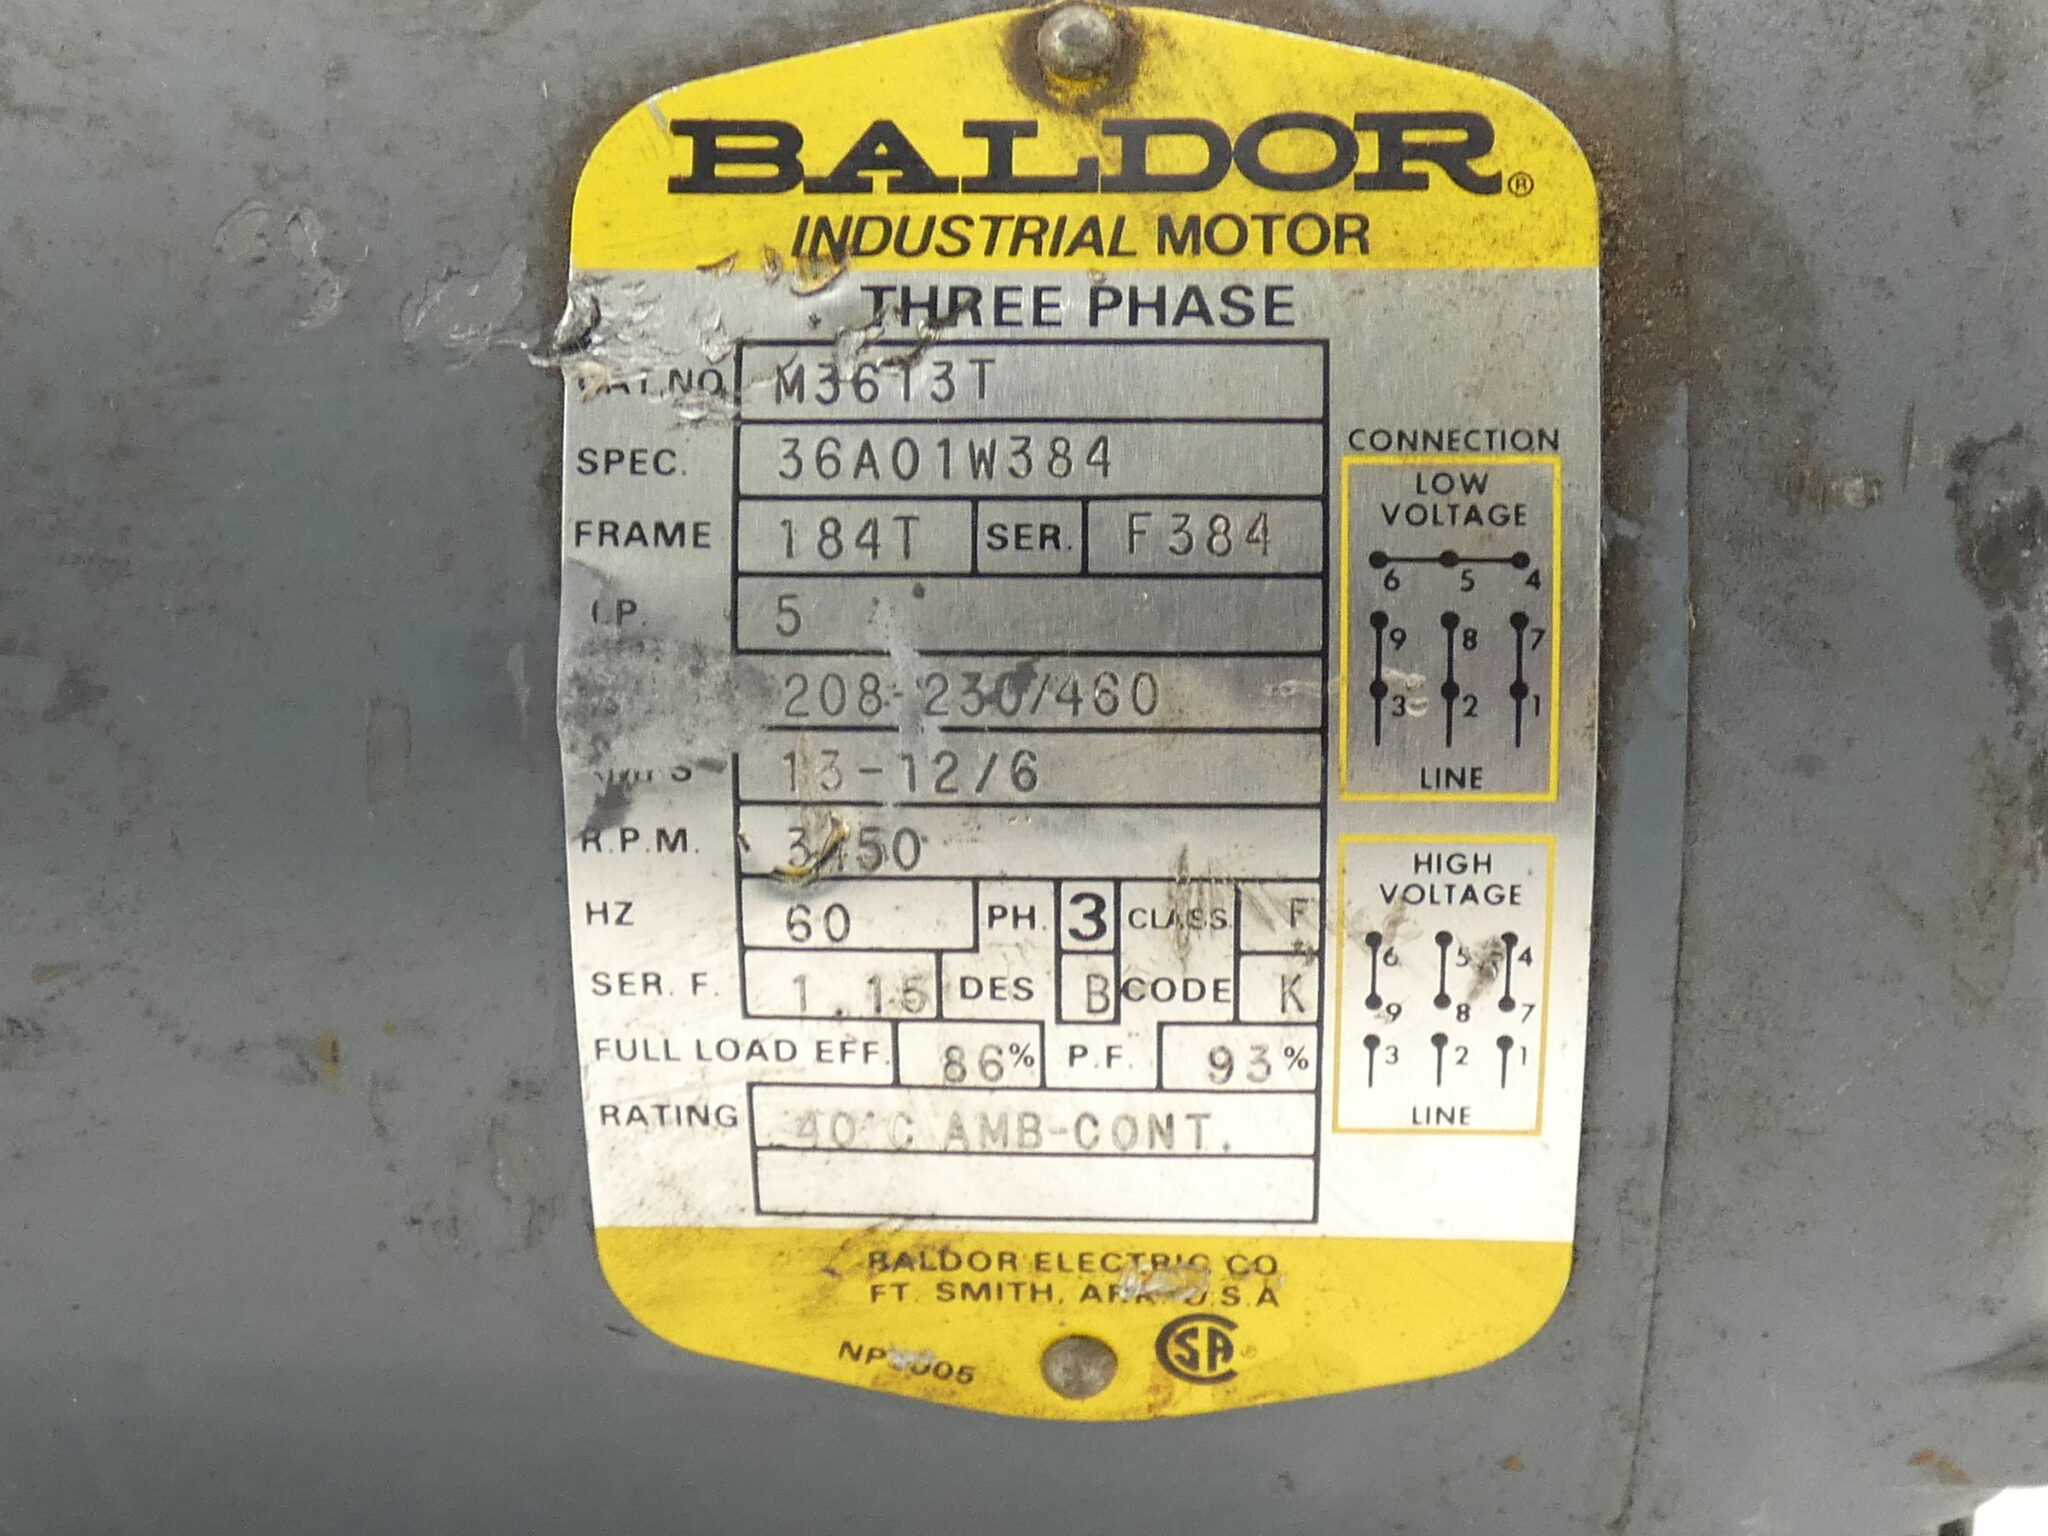 BALDOR®
INDUSTRIAL MOTOR
THREE PHASE
M3613T
SPEC. 36A01W384
FRAME 184T SER. F384
5
208-230/460
13-12/6
R.P.M. 3450
HZ 60 PH. 3 CLASS F
SER. F. 1.15 DES B CODE K
FULL LOAD EFF. 86% P.F. 93%
RATING 40°C AMB-CONT.
CONNECTION
LOW
VOLTAGE
6 5 4
9 8 7
3 2 1
LINE
HIGH
VOLTAGE
6 5 4
9 8 7
3 2 1
LINE
BALDOR ELECTRIC CO
FT. SMITH, ARK. U.S.A
SA